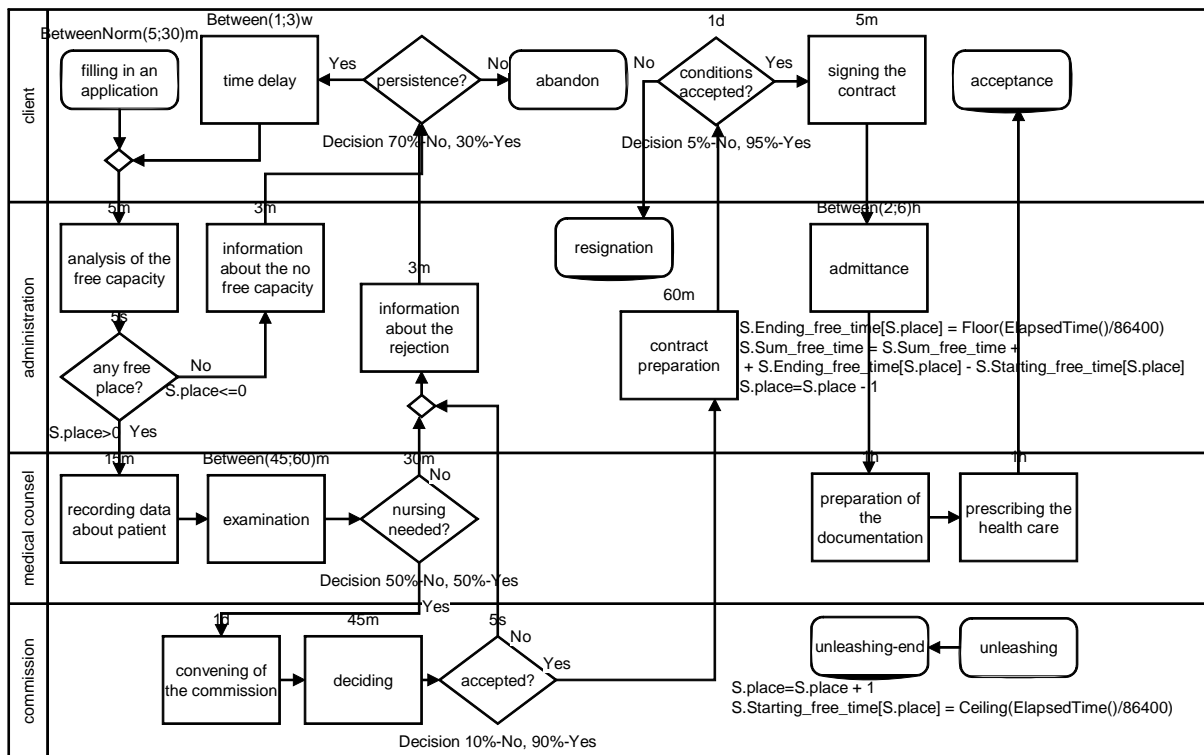 client
BetweenNorm(5;30)m
filling in an
application
Between(1;3)w
time delay
Yes
persistence?
No
abandon
Decision 70%-No, 30%-Yes
1d
No
conditions
accepted?
Yes
Decision 5%-No, 95%-Yes
5m
signing the
contract
acceptance
administration
5m
analysis of the
free capacity
3m
information
about the no
free capacity
5s
any free
place?
No
S.place<=0
S.place>0
Yes
3m
information
about the
rejection
resignation
60m
contract
preparation
Between(2;6)h
admittance
S.Ending_free_time[S.place] = Floor(ElapsedTime()/86400)
S.Sum_free_time = S.Sum_free_time +
+ S.Ending_free_time[S.place] - S.Starting_free_time[S.place]
S.place=S.place - 1
medical counsel
15m
recording data
about patient
Between(45;60)m
examination
30m
No
nursing
needed?
Decision 50%-No, 50%-Yes
Yes
1h
preparation of
the
documentation
1h
prescribing the
health care
commission
1d
convening of
the commission
45m
deciding
5s
No
accepted?
Yes
Decision 10%-No, 90%-Yes
unleashing-end
unleashing
S.place=S.place + 1
S.Starting_free_time[S.place] = Ceiling(ElapsedTime()/86400)